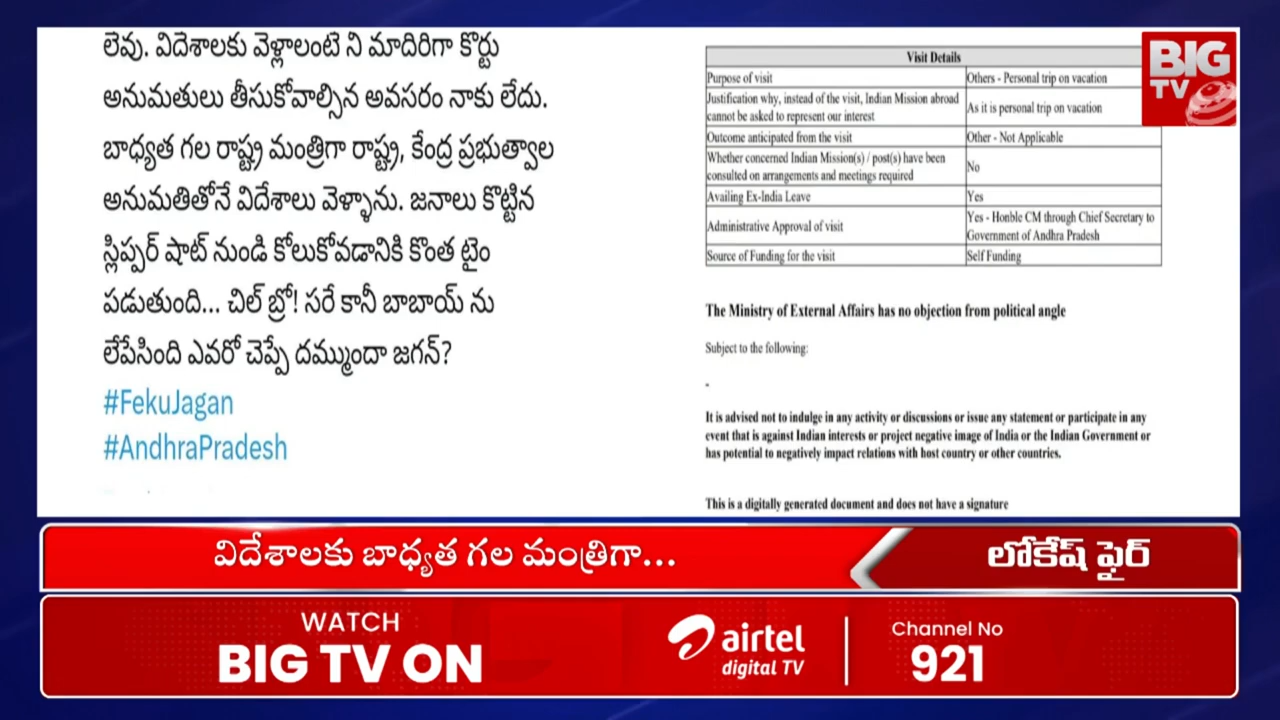 లేవు. విదేశాలకు వెళ్లాలంటే నీ మాదిరిగా కోర్టు
అనుమతులు తీసుకోవాల్సిన అవసరం నాకు లేదు.
బాధ్యత గల రాష్ట్ర మంత్రిగా రాష్ట్ర, కేంద్ర ప్రభుత్వాల
అనుమతితోనే విదేశాలు వెళ్ళాను. జనాలు కొట్టిన
స్లిప్పర్ షాట్ నుండి కోలుకోవడానికి కొంత టైం
పడుతుంది... చిల్ బ్రో! సరే కానీ బాబాయ్ ను
లేపేసింది ఎవరో చెప్పే దమ్ముందా జగన్?
#FekuJagan
#AndhraPradesh
Visit Details
Purpose of visit Others - Personal trip on vacation
Justification why, instead of the visit, Indian Mission abroad
cannot be asked to represent our interest As it is personal trip on vacation
Outcome anticipated from the visit Other - Not Applicable
Whether concerned Indian Mission(s) / post(s) have been
consulted on arrangements and meetings required No
Availing Ex-India Leave Yes
Administrative Approval of visit Yes - Honble CM through Chief Secretary to
Government of Andhra Pradesh
Source of Funding for the visit Self Funding
The Ministry of External Affairs has no objection from political angle
Subject to the following:
-
It is advised not to indulge in any activity or discussions or issue any statement or participate in any
event that is against Indian interests or project negative image of India or the Indian Government or
has potential to negatively impact relations with host country or other countries.
This is a digitally generated document and does not have a signature
BIG
TV
విదేశాలకు బాధ్యత గల మంత్రిగా...
లోకేష్ ఫైర్
WATCH
BIG TV ON
airtel
digital TV
Channel No
921